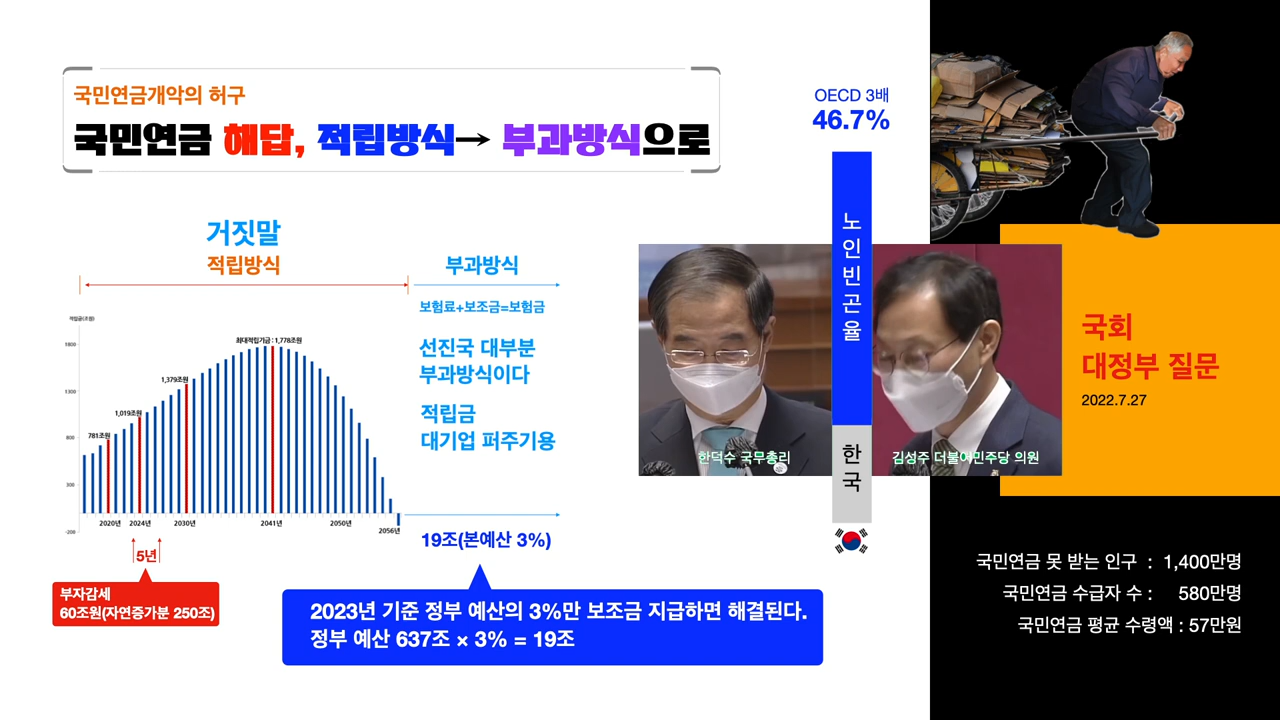 국민연금개악의 허구
국민연금 해답, 적립방식→ 부과방식으로
OECD 3배
46.7%
노인빈곤율
한국
거짓말
적립방식
부과방식
보험료+보조금=보험금
선진국 대부분
부과방식이다
적립금
대기업 퍼주기용
적립금(조원)
1800
1300
800
300
-200
781조원
1,019조원
1,379조원
최대적립기금 : 1,778조원
2020년
2024년
2030년
2041년
2050년
2056년
5년
부자감세
60조원(자연증가분 250조)
19조(본예산 3%)
2023년 기준 정부 예산의 3%만 보조금 지급하면 해결된다.
정부 예산 637조 × 3% = 19조
한덕수 국무총리
김성주 더불어민주당 의원
국회
대정부 질문
2022.7.27
국민연금 못 받는 인구 : 1,400만명
국민연금 수급자 수 : 580만명
국민연금 평균 수령액 : 57만원